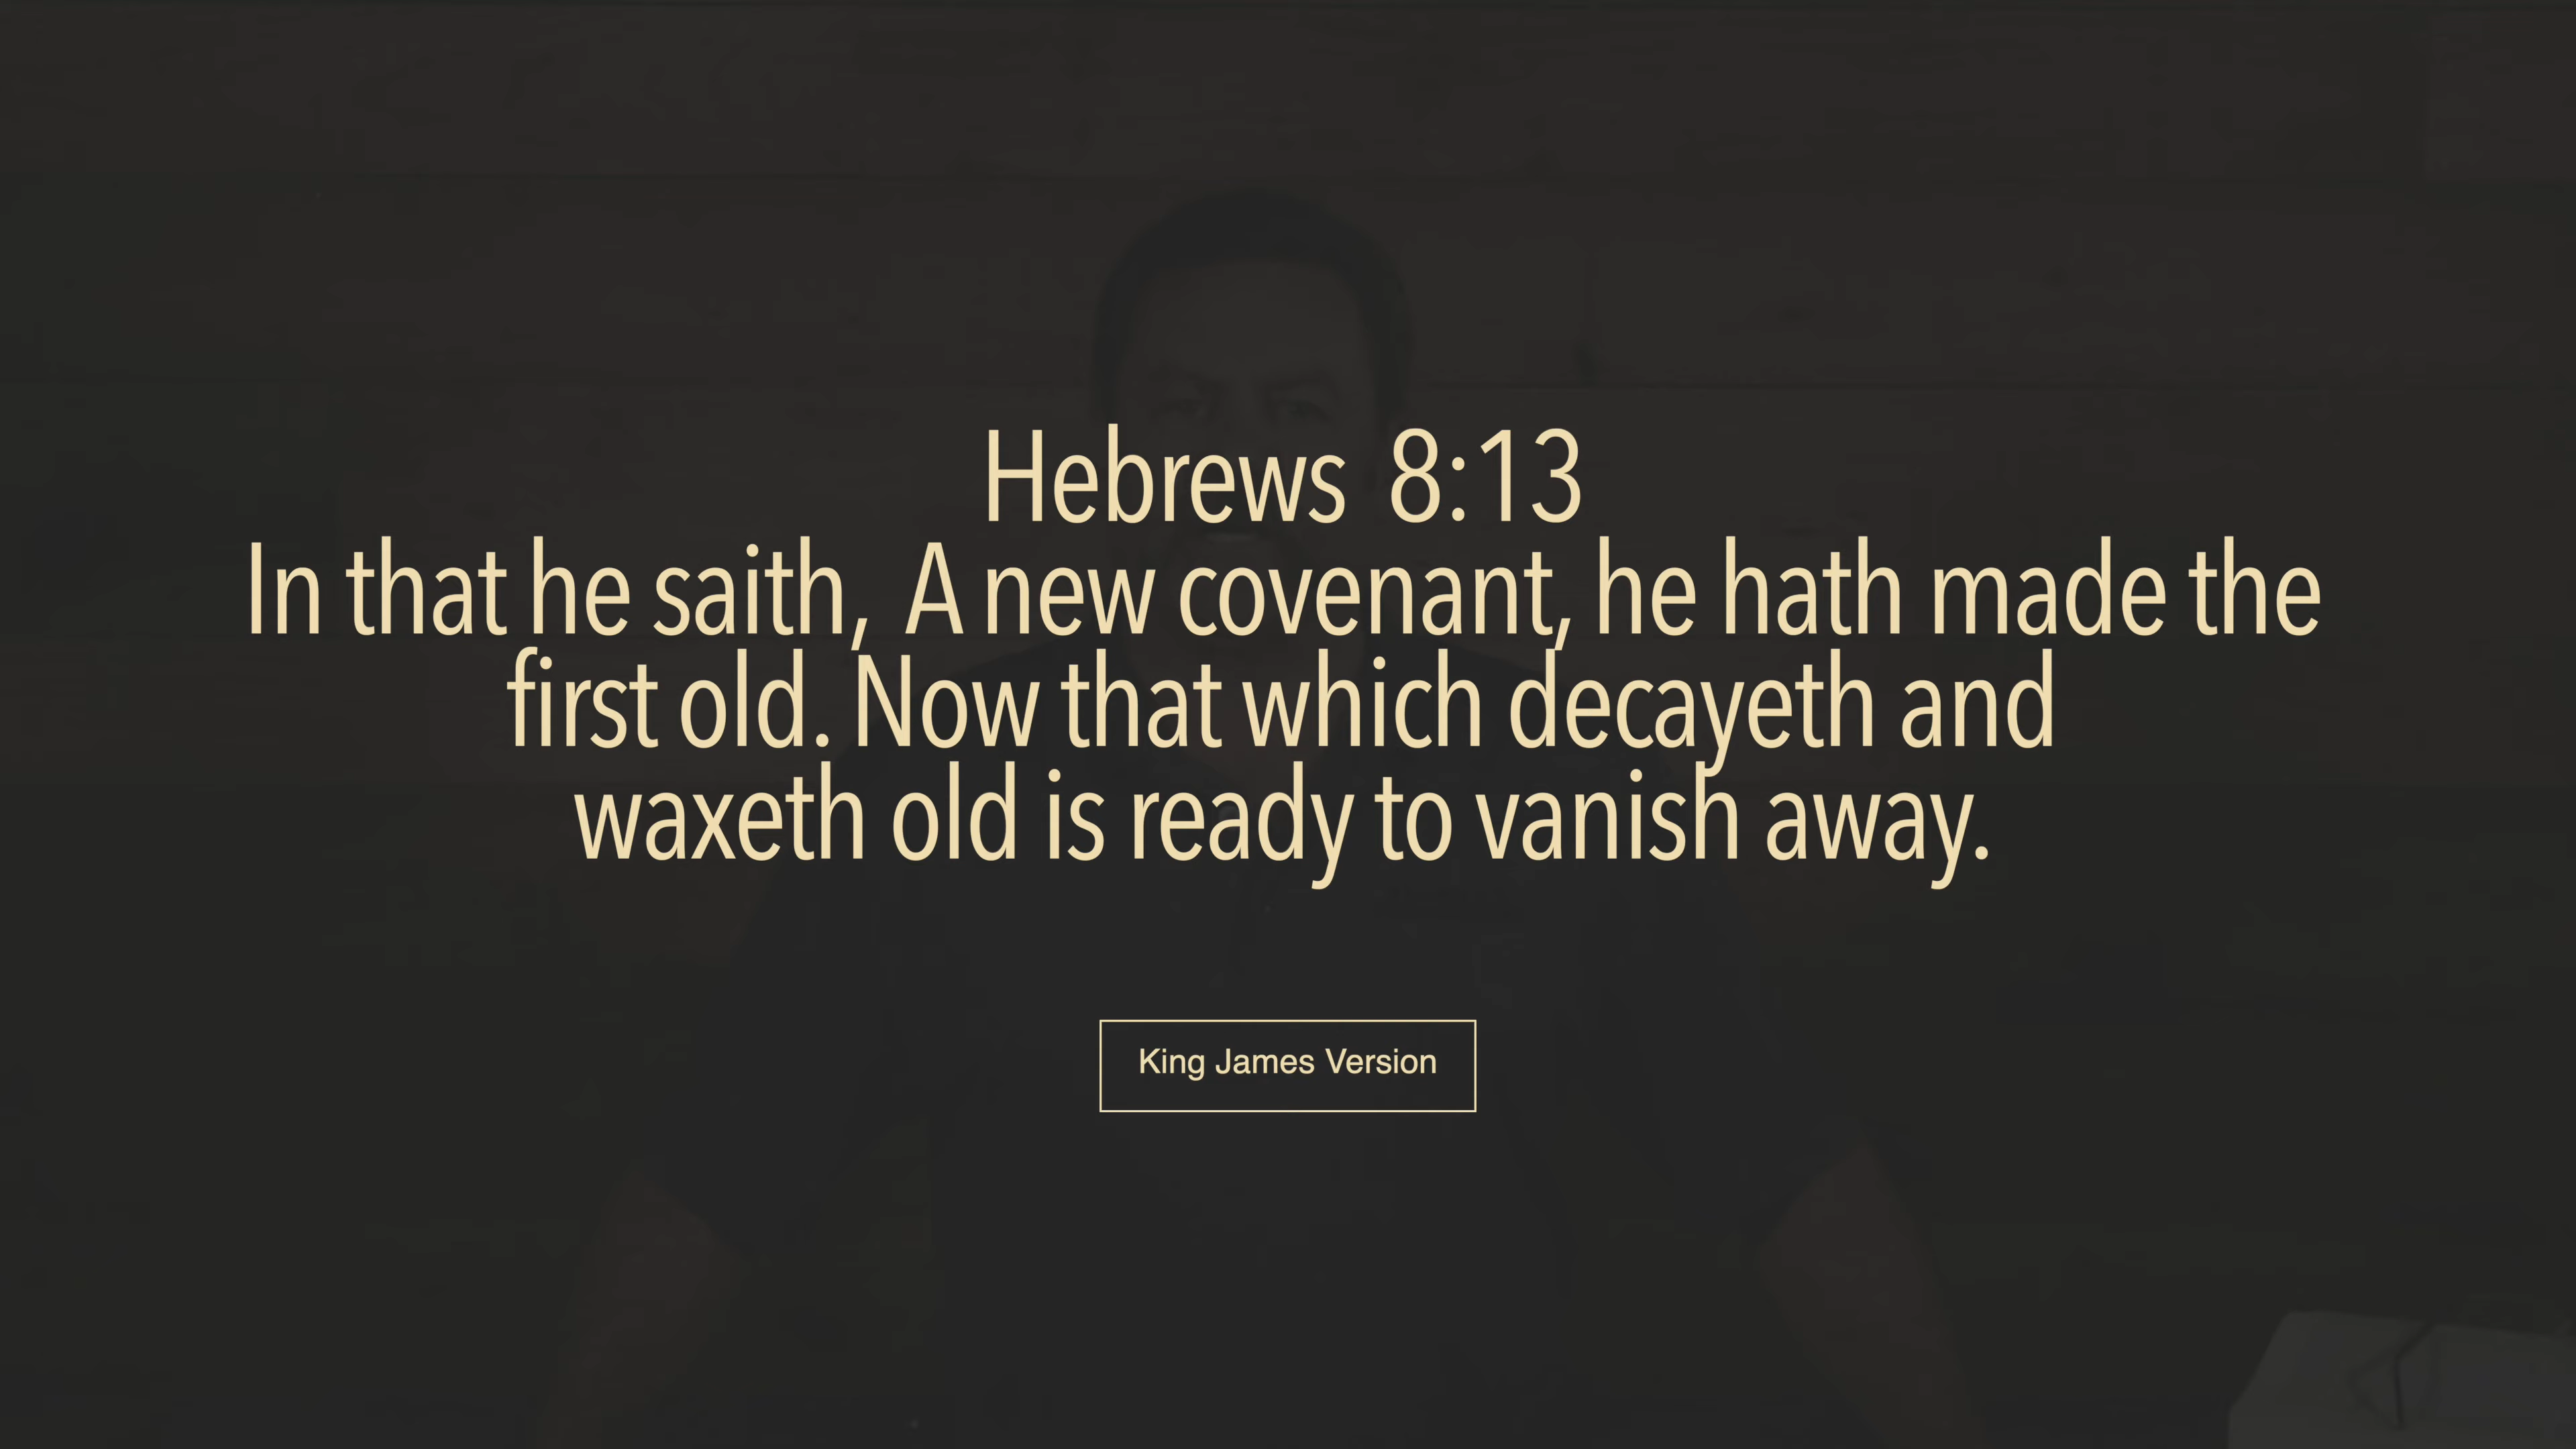 Hebrews 8:13
In that he saith, A new covenant, he hath made the
first old. Now that which decayeth and
waxeth old is ready to vanish away.
King James Version